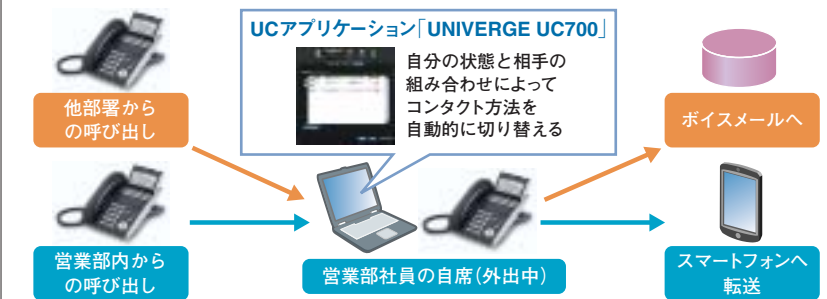 UCアプリケーション「UNIVERGE UC700」
自分の状態と相手の
組み合わせによって
コンタクト方法を
自動的に切り替える
他部署から
の呼び出し
ボイスメールへ
営業部内から
の呼び出し
営業部社員の自席(外出中)
スマートフォンへ
転送